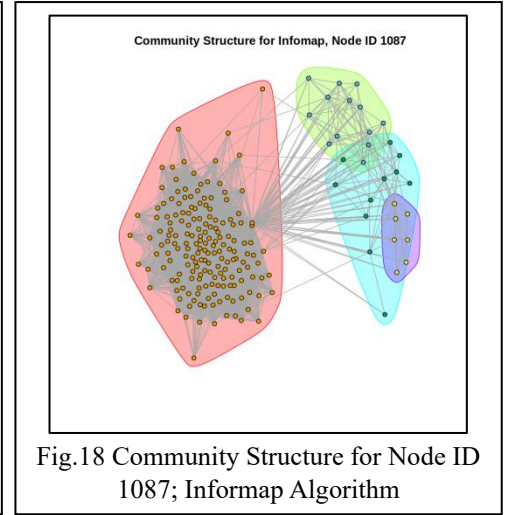 Community Structure for Infomap, Node ID 1087
Fig.18 Community Structure for Node ID
1087; Informap Algorithm